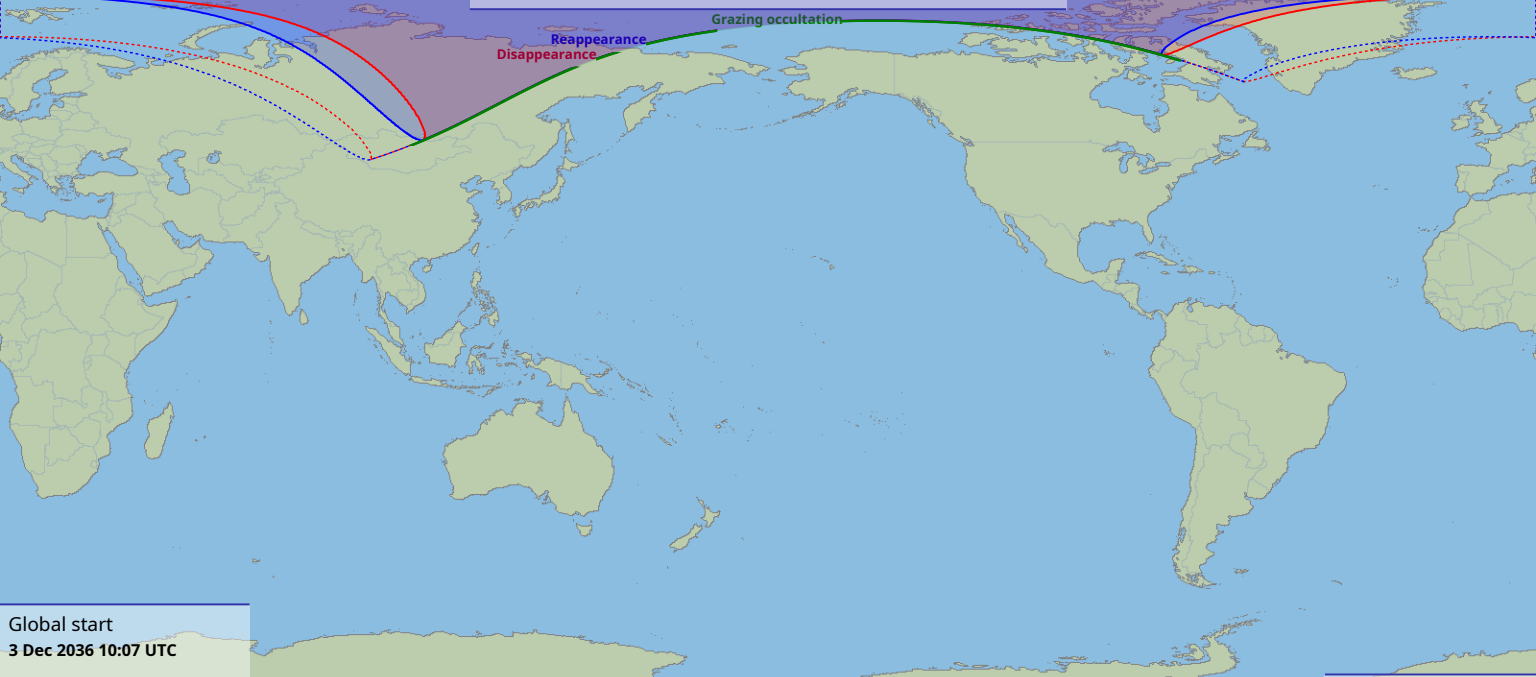 Grazing occultation
Reappearance
Disappearance
Global start
3 Dec 2036 10:07 UTC